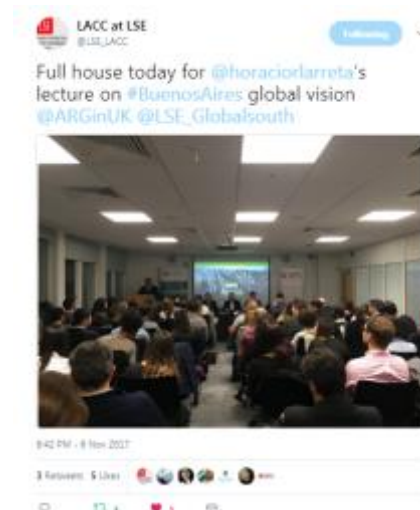 LACC at LSE
@LSE_LACC
Following
Full house today for @horaciorlarreta's
lecture on #BuenosAires global vision
@ARGinUK @LSE_Globalsouth
9:42 PM - 8 Nov 2017
3 Retweets 5 Likes